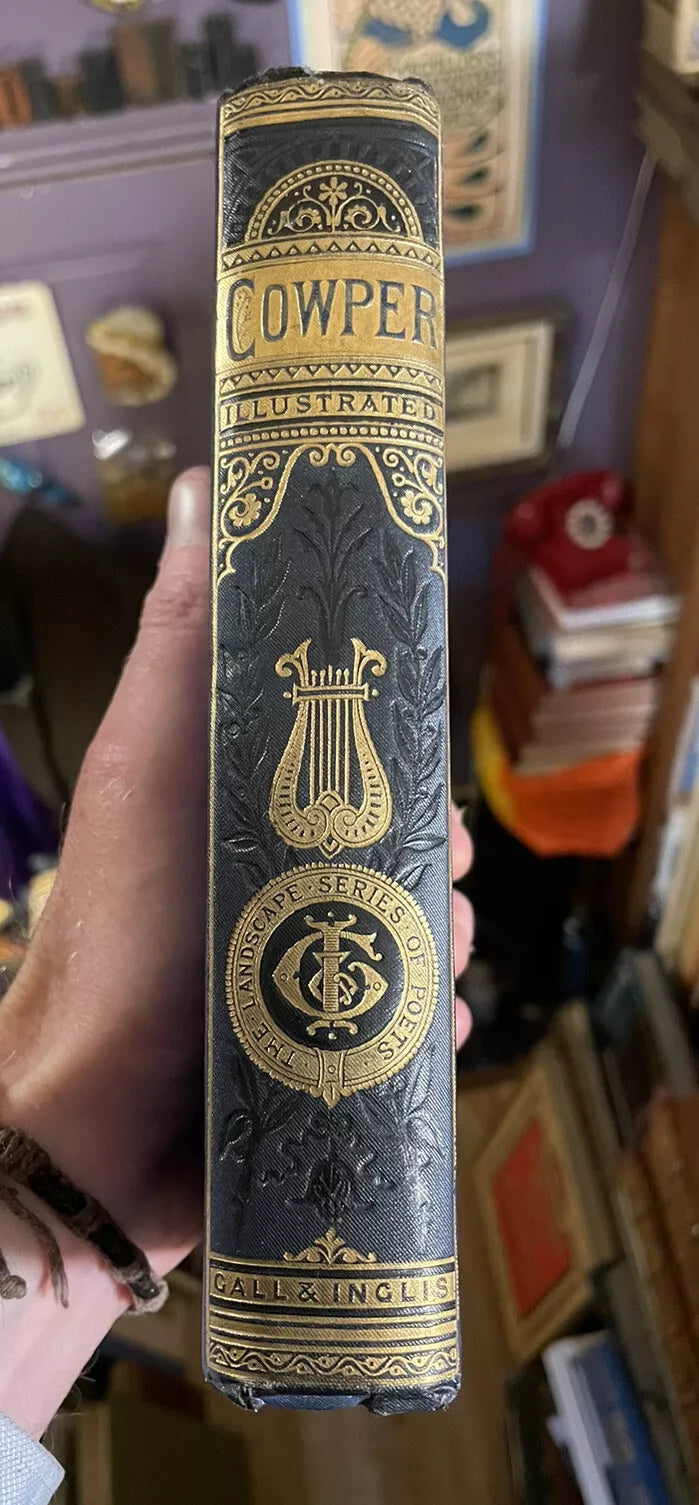 COWPER
ILLUSTRATED
THE LANDSCAPE · SERIES · OF POETS
GALL & INGLIS